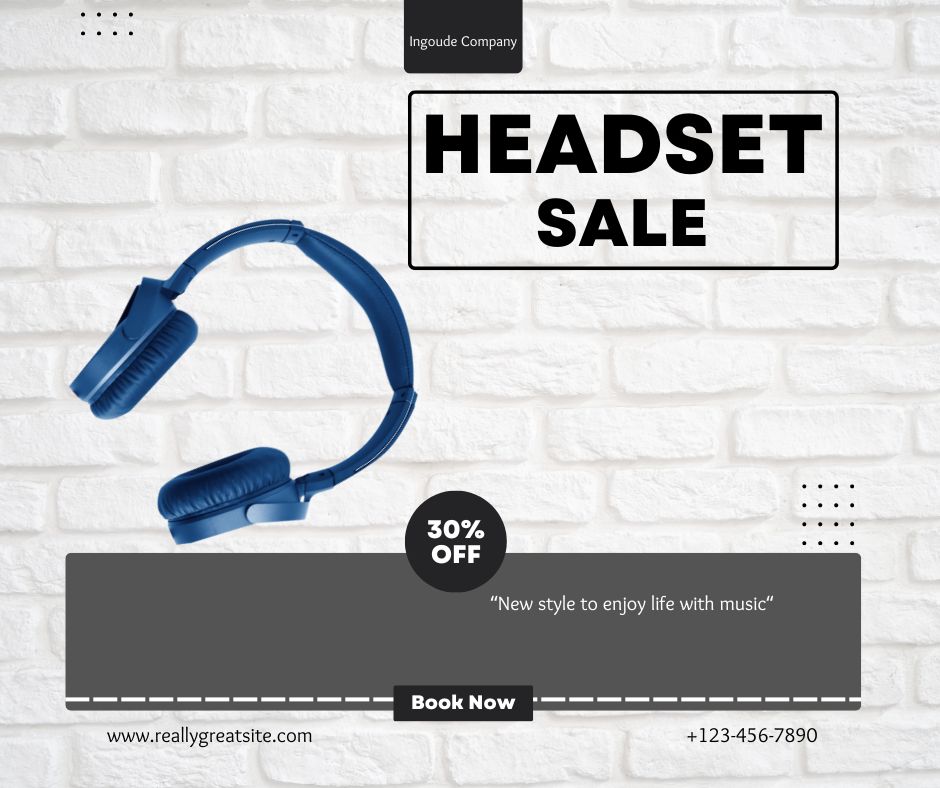 Ingoude Company
HEADSET
SALE
30%
OFF
“New style to enjoy life with music“
Book Now
www.reallygreatsite.com
+123-456-7890